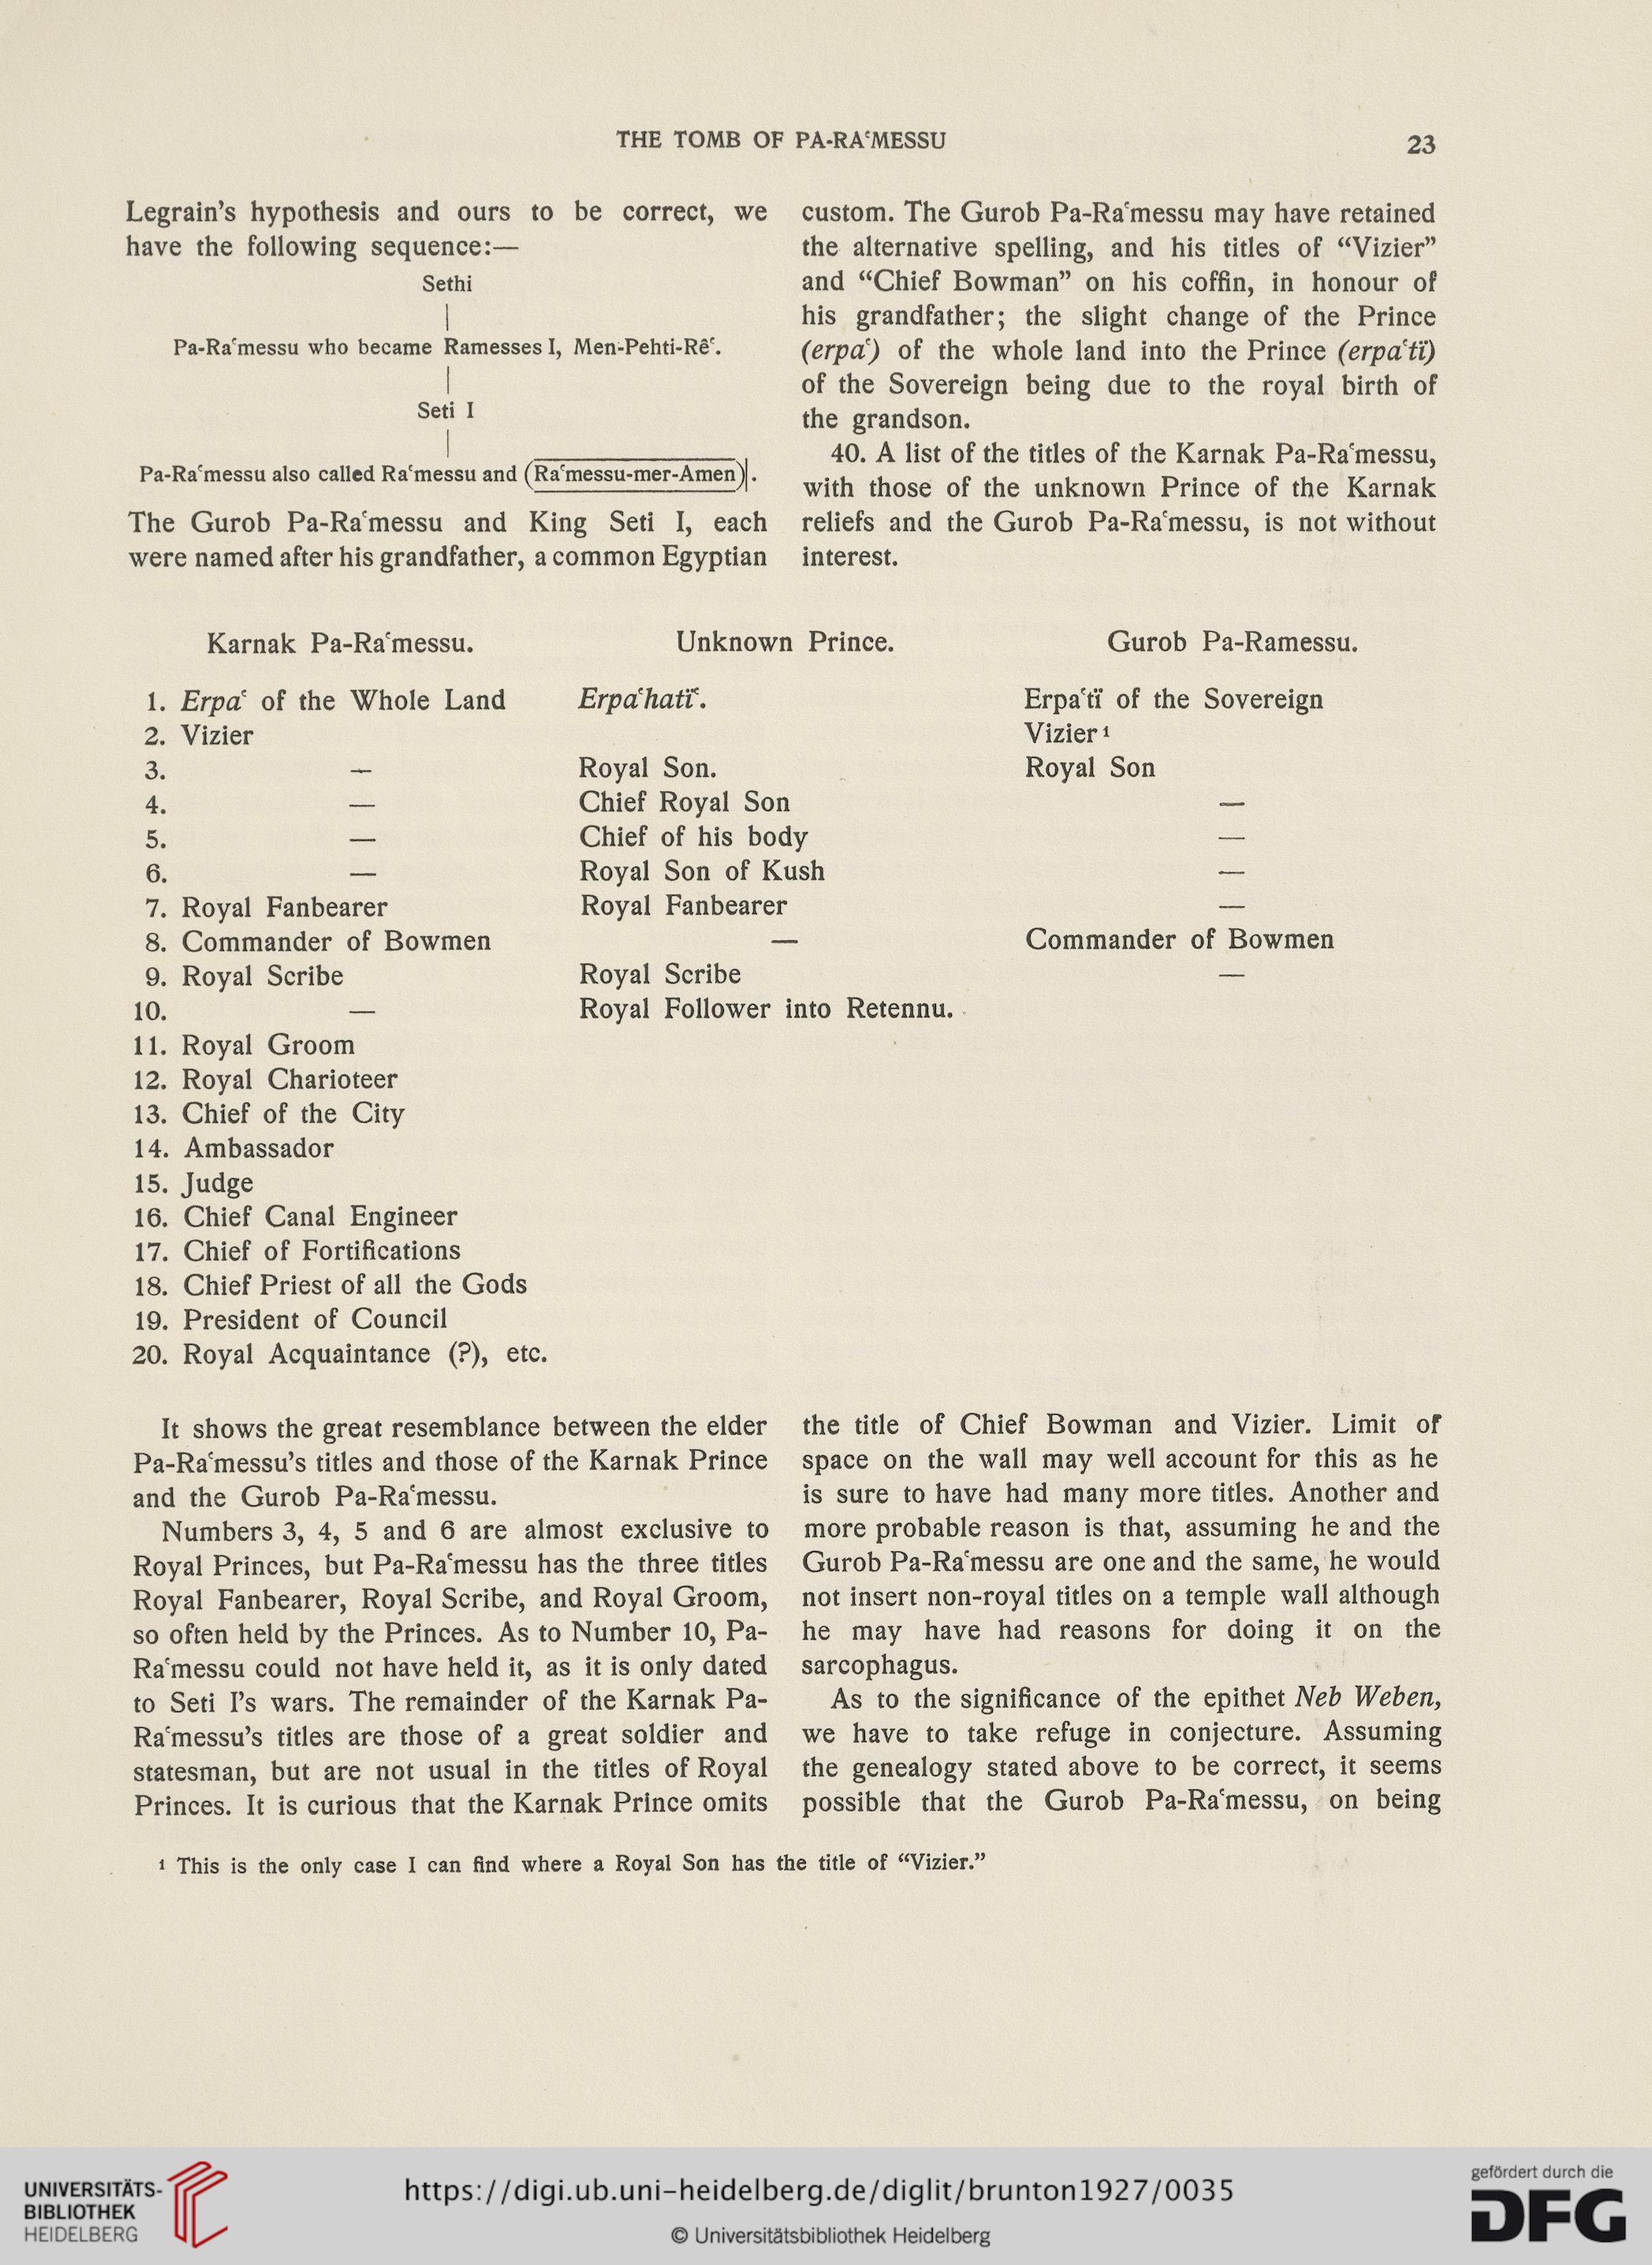 THE TOMB OF PA-RAʿMESSU
23
Legrain's hypothesis and ours to be correct, we
have the following sequence:—
Sethi
Pa-Raʿmessu who became Ramesses I, Men-Pehti-Rêʿ.
Seti I
Pa-Raʿmessu also called Raʿmessu and (Raʿmessu-mer-Amen)|.
The Gurob Pa-Raʿmessu and King Seti I, each
were named after his grandfather, a common Egyptian
custom. The Gurob Pa-Raʿmessu may have retained
the alternative spelling, and his titles of “Vizier”
and “Chief Bowman” on his coffin, in honour of
his grandfather; the slight change of the Prince
(erpaʿ) of the whole land into the Prince (erpaʿtï)
of the Sovereign being due to the royal birth of
the grandson.
40. A list of the titles of the Karnak Pa-Raʿmessu,
with those of the unknown Prince of the Karnak
reliefs and the Gurob Pa-Raʿmessu, is not without
interest.
Karnak Pa-Raʿmessu. Unknown Prince. Gurob Pa-Ramessu.
1. Erpaʿ of the Whole Land Erpaʿhatïʿ. Erpaʿtï of the Sovereign
2. Vizier Vizier ¹
3. — Royal Son. Royal Son
4. — Chief Royal Son —
5. — Chief of his body —
6. — Royal Son of Kush —
7. Royal Fanbearer Royal Fanbearer —
8. Commander of Bowmen — Commander of Bowmen
9. Royal Scribe Royal Scribe —
10. — Royal Follower into Retennu.
11. Royal Groom
12. Royal Charioteer
13. Chief of the City
14. Ambassador
15. Judge
16. Chief Canal Engineer
17. Chief of Fortifications
18. Chief Priest of all the Gods
19. President of Council
20. Royal Acquaintance (?), etc.
It shows the great resemblance between the elder
Pa-Raʿmessu's titles and those of the Karnak Prince
and the Gurob Pa-Raʿmessu.
Numbers 3, 4, 5 and 6 are almost exclusive to
Royal Princes, but Pa-Raʿmessu has the three titles
Royal Fanbearer, Royal Scribe, and Royal Groom,
so often held by the Princes. As to Number 10, Pa-
Raʿmessu could not have held it, as it is only dated
to Seti I's wars. The remainder of the Karnak Pa-
Raʿmessu's titles are those of a great soldier and
statesman, but are not usual in the titles of Royal
Princes. It is curious that the Karnak Prince omits
the title of Chief Bowman and Vizier. Limit of
space on the wall may well account for this as he
is sure to have had many more titles. Another and
more probable reason is that, assuming he and the
Gurob Pa-Raʿmessu are one and the same, he would
not insert non-royal titles on a temple wall although
he may have had reasons for doing it on the
sarcophagus.
As to the significance of the epithet Neb Weben,
we have to take refuge in conjecture. Assuming
the genealogy stated above to be correct, it seems
possible that the Gurob Pa-Raʿmessu, on being
¹ This is the only case I can find where a Royal Son has the title of “Vizier.”
UNIVERSITÄTS-
BIBLIOTHEK
HEIDELBERG
https://digi.ub.uni-heidelberg.de/diglit/brunton1927/0035
© Universitätsbibliothek Heidelberg
gefördert durch die
DFG